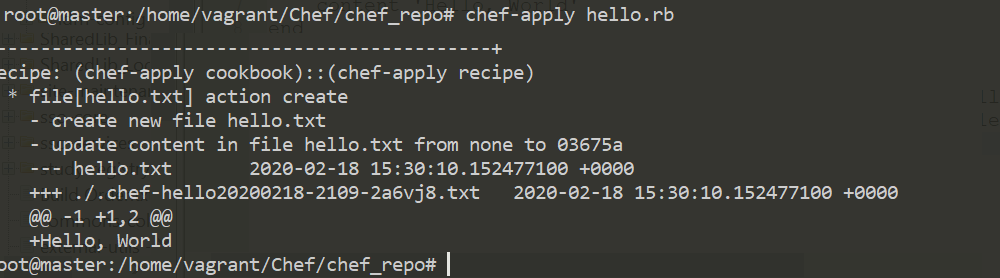 root@master:/home/vagrant/Chef/chef_repo# chef-apply hello.rb
--------------------------------------------+
ecipe: (chef-apply cookbook)::(chef-apply recipe)
* file[hello.txt] action create
- create new file hello.txt
- update content in file hello.txt from none to 03675a
--- hello.txt 2020-02-18 15:30:10.152477100 +0000
+++ ./.chef-hello20200218-2109-2a6vj8.txt 2020-02-18 15:30:10.152477100 +0000
@@ -1 +1,2 @@
+Hello, World
oot@master:/home/vagrant/Chef/chef_repo#